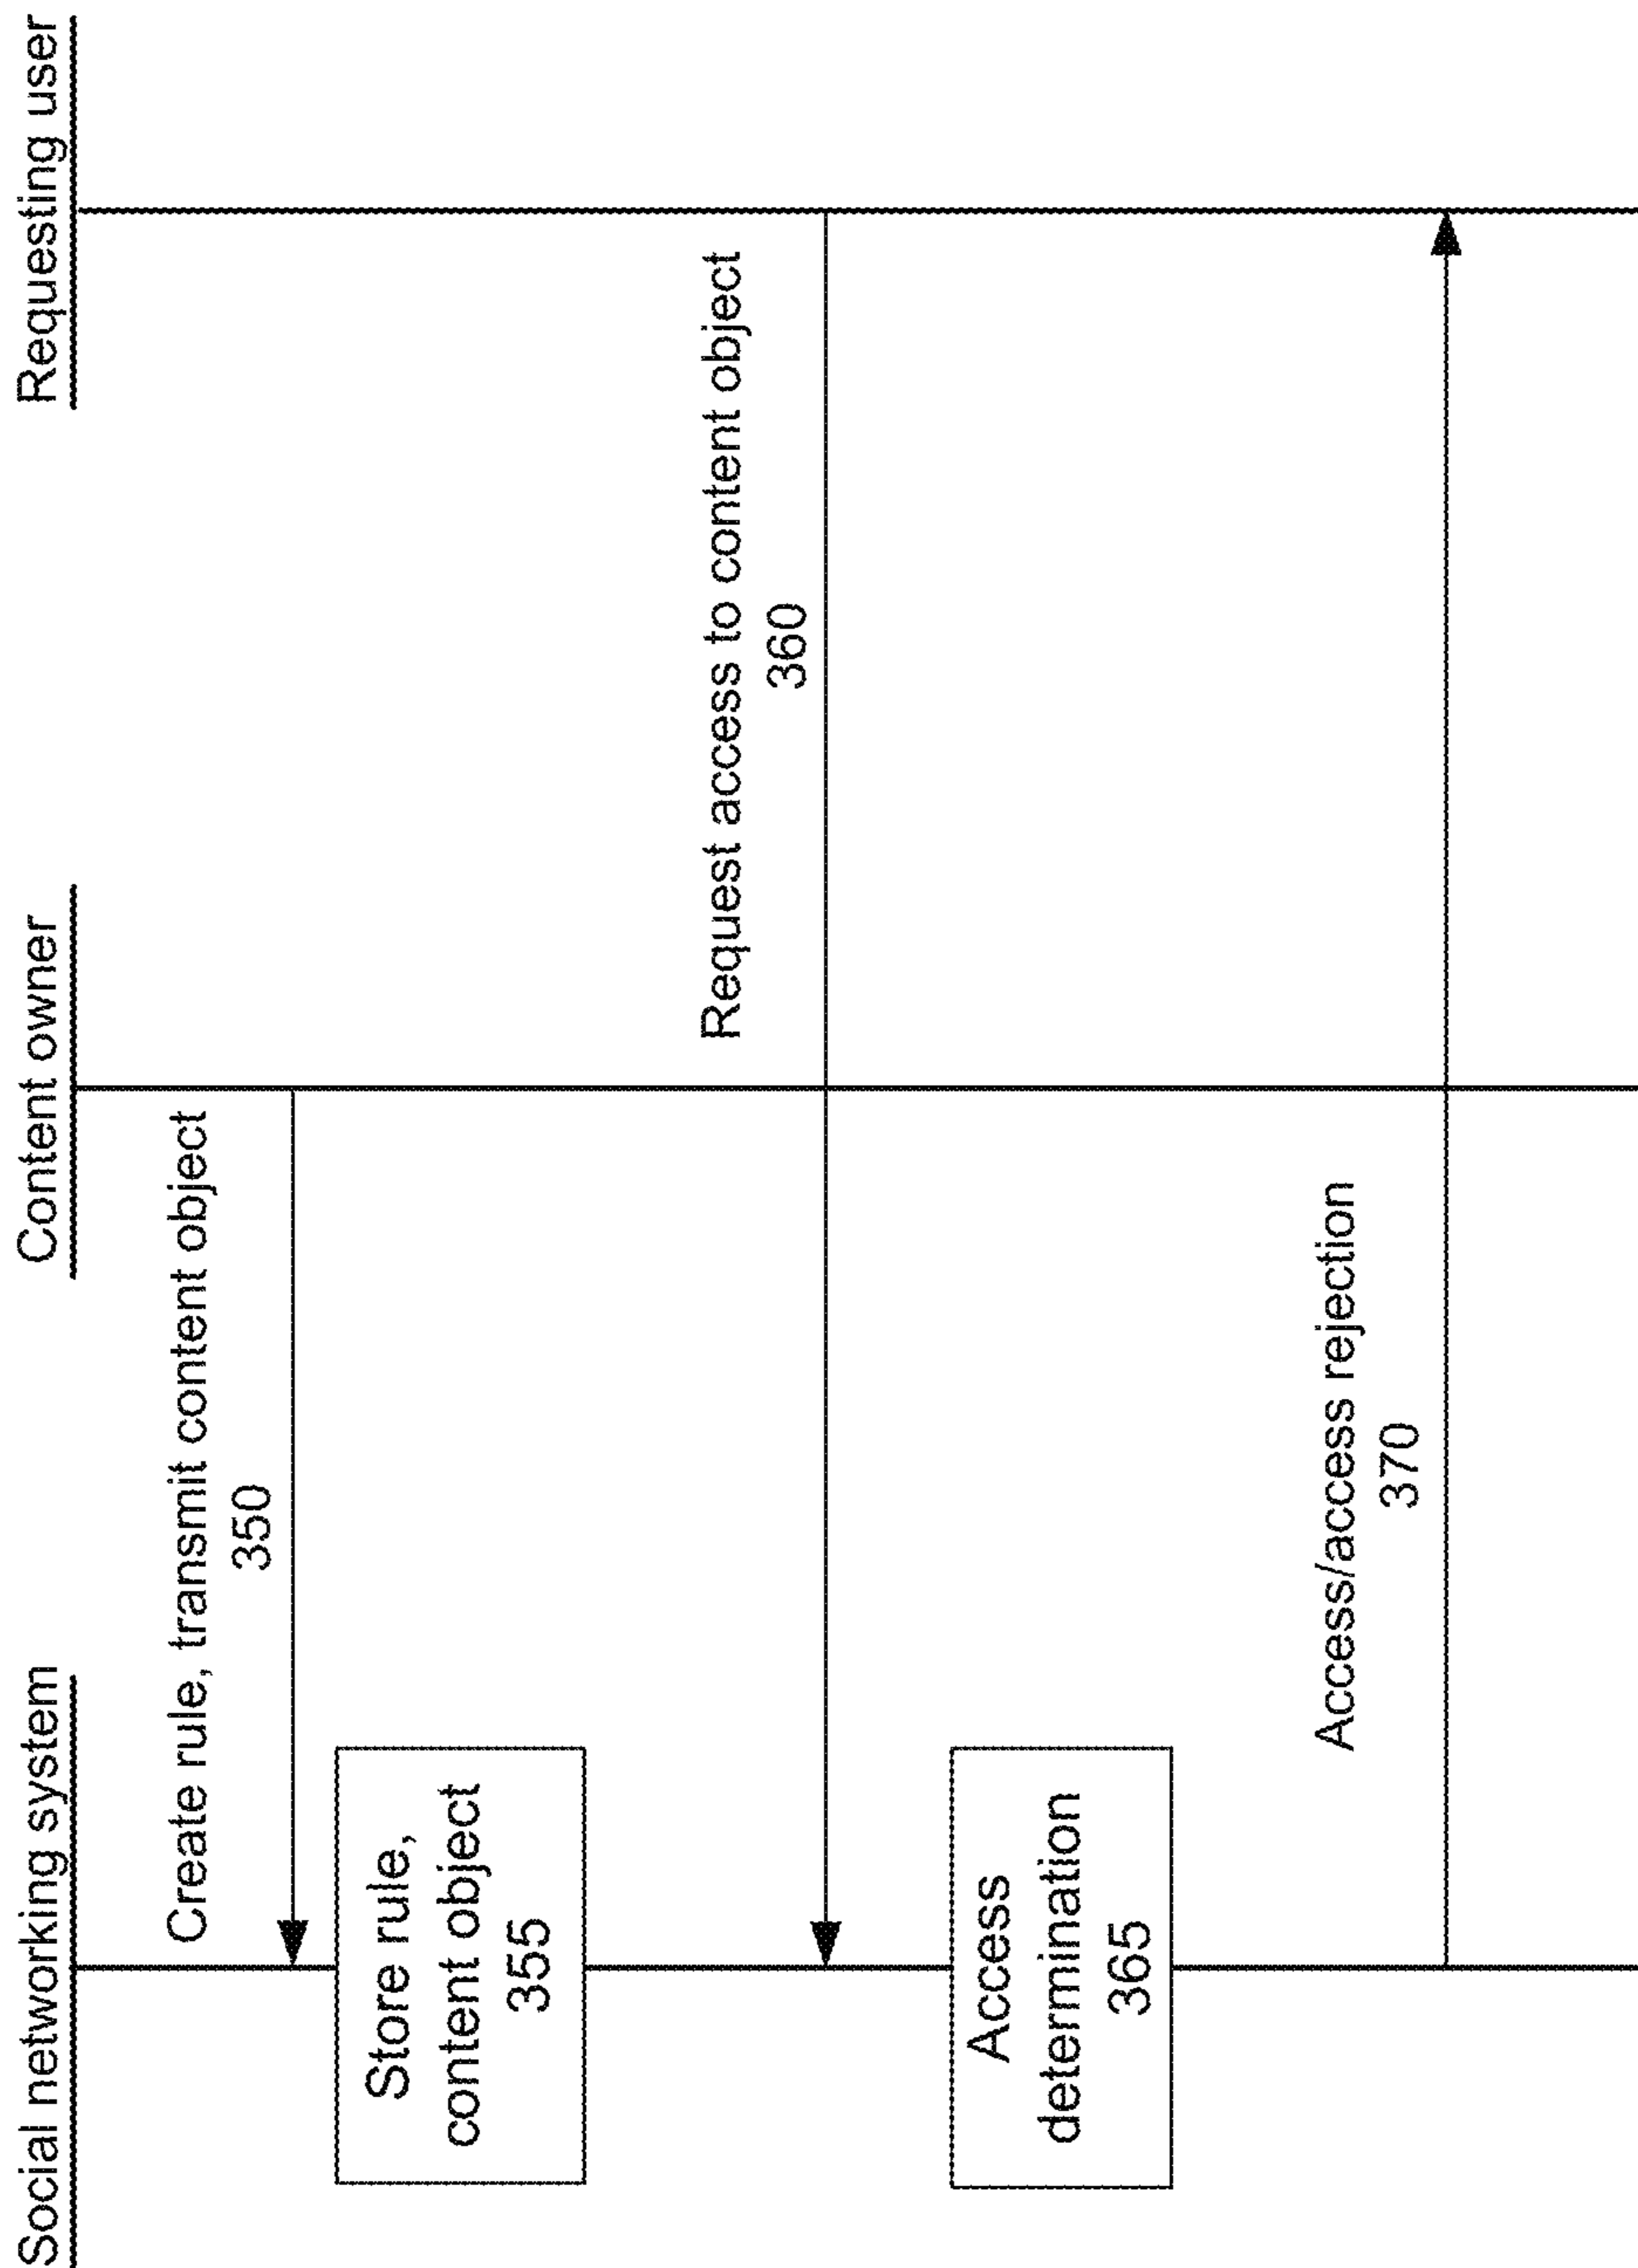 Social networking system
Content owner
Requesting user
Create rule, transmit content object
350
Store rule,
content object
355
Request access to content object
360
Access
determination
365
Access/access rejection
370